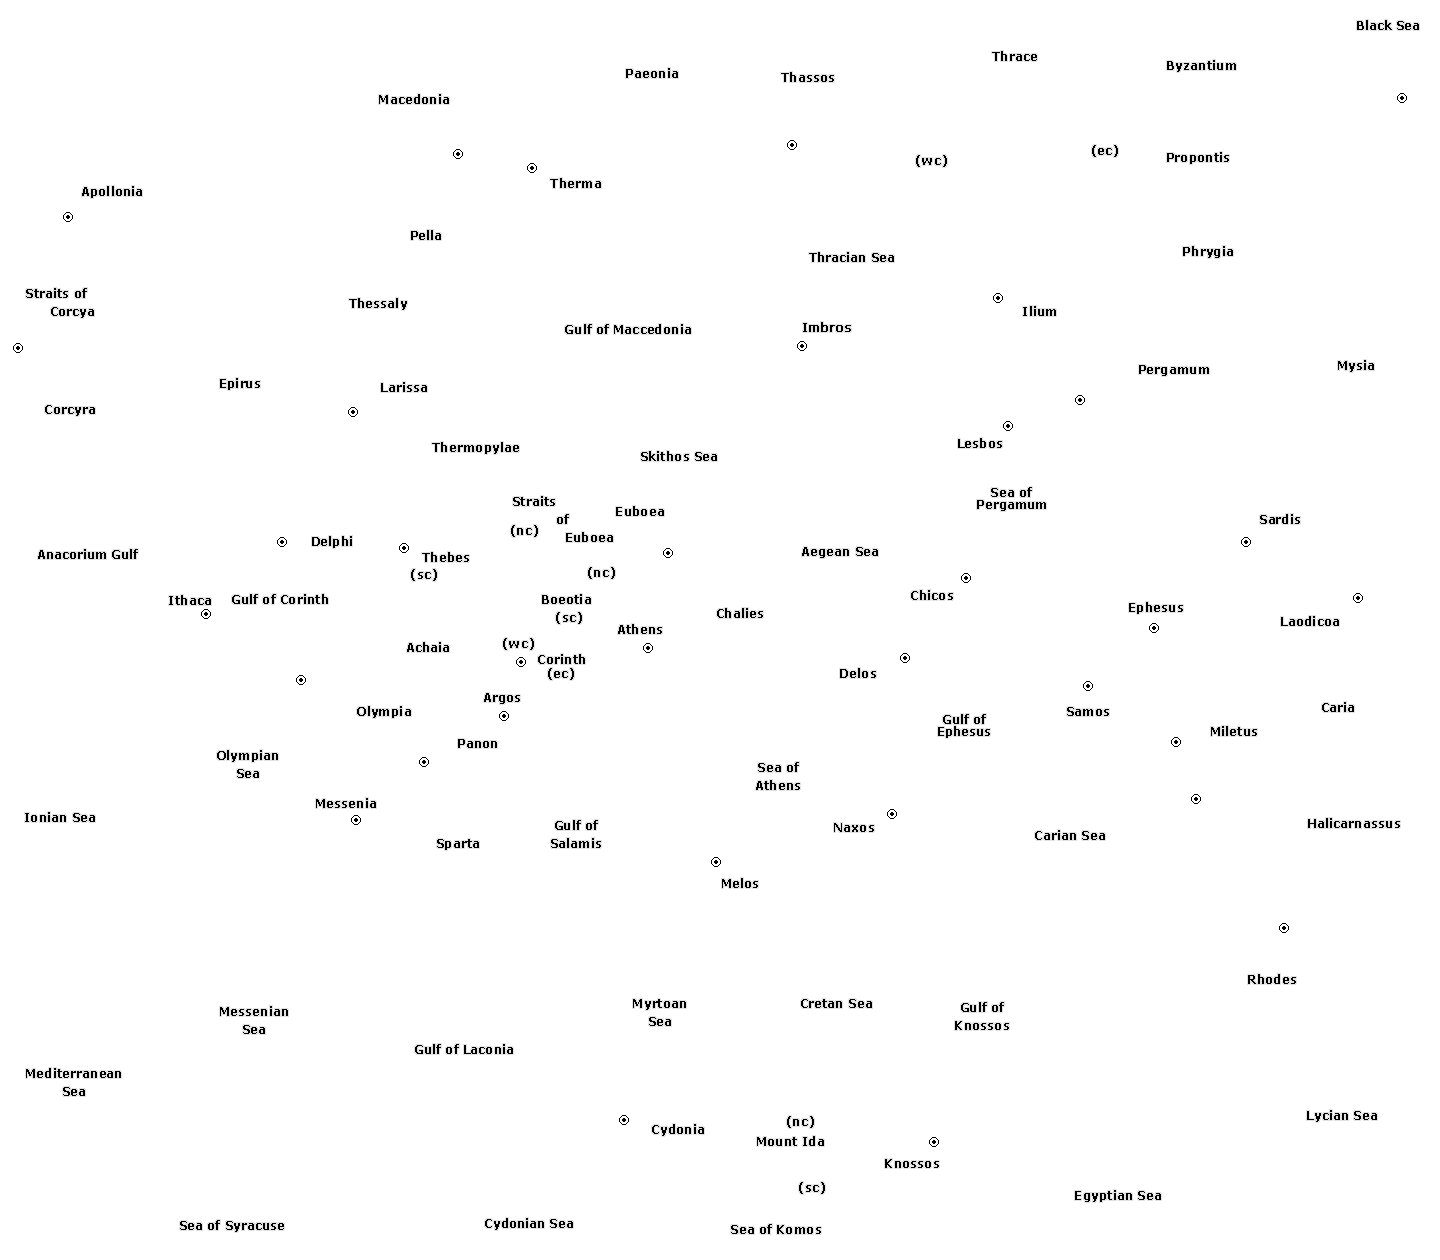 Black Sea
Thrace
Byzantium
Paeonia
Thassos
Macedonia
(wc)
(ec)
Propontis
Therma
Apollonia
Pella
Thracian Sea
Phrygia
Straits of
Corcya
Thessaly
Ilium
Gulf of Maccedonia
Imbros
Epirus
Larissa
Pergamum
Mysia
Corcyra
Thermopylae
Skithos Sea
Lesbos
Sea of
Pergamum
Straits
of
Euboea
(nc)
Euboea
Sardis
Anacorium Gulf
Delphi
Thebes
(sc)
(nc)
Aegean Sea
Ithaca
Gulf of Corinth
Boeotia
(sc)
Chalies
Chicos
Ephesus
Laodicoa
Athens
Achaia
(wc)
Corinth
(ec)
Delos
Argos
Olympia
Samos
Caria
Gulf of
Ephesus
Miletus
Panon
Olympian
Sea
Sea of
Athens
Messenia
Ionian Sea
Sparta
Gulf of
Salamis
Naxos
Carian Sea
Halicarnassus
Melos
Rhodes
Messenian
Sea
Myrtoan
Sea
Cretan Sea
Gulf of
Knossos
Gulf of Laconia
Mediterranean
Sea
Lycian Sea
Cydonia
(nc)
Mount Ida
(sc)
Knossos
Egyptian Sea
Sea of Syracuse
Cydonian Sea
Sea of Komos